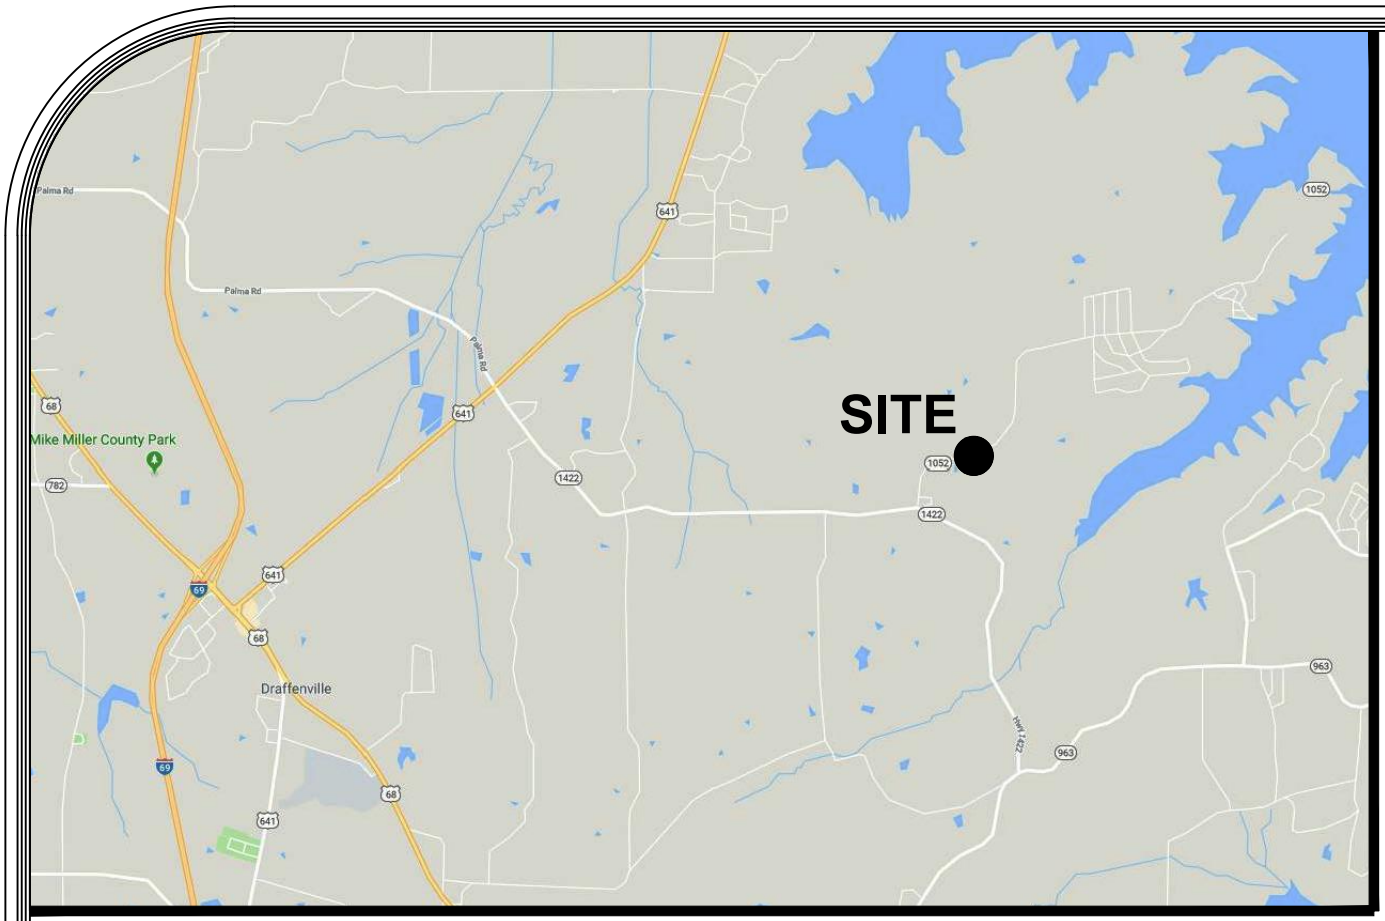 Palma Rd
1052
641
Palma Rd
Palma Rd
68
641
SITE
Mike Miller County Park
1052
782
1422
1422
641
69
68
963
Draffenville
HWY 1422
963
69
68
641